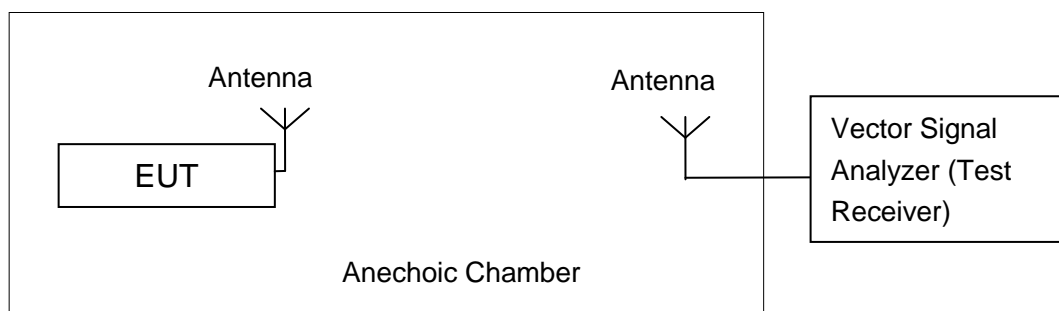 Antenna
Antenna
EUT
Vector Signal
Analyzer (Test
Receiver)
Anechoic Chamber